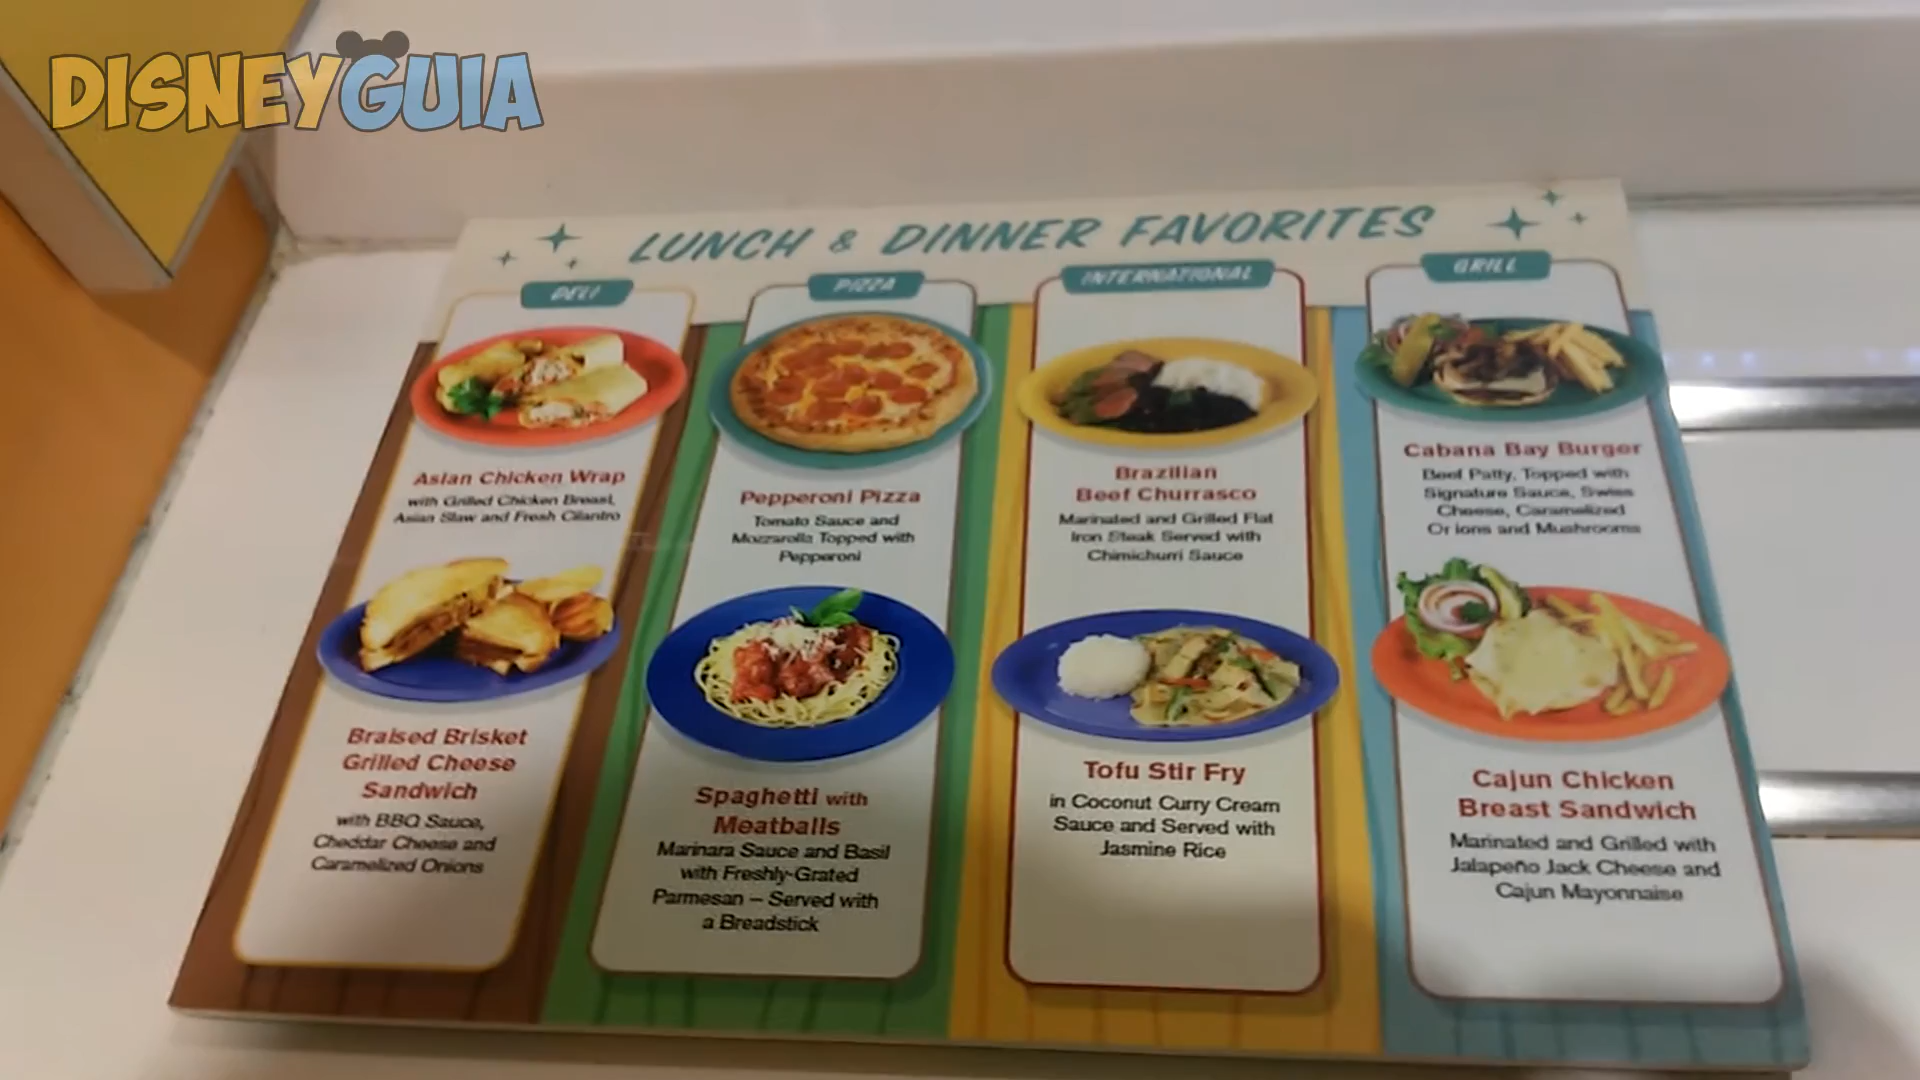 DISNEYGUIA
LUNCH & DINNER FAVORITES
DELI
Asian Chicken Wrap
with Grilled Chicken Breast,
Asian Slaw and Fresh Cilantro
Braised Brisket
Grilled Cheese
Sandwich
with BBQ Sauce,
Cheddar Cheese and
Caramelized Onions
PIZZA
Pepperoni Pizza
Tomato Sauce and
Mozzarella Topped with
Pepperoni
Spaghetti with
Meatballs
Marinara Sauce and Basil
with Freshly-Grated
Parmesan – Served with
a Breadstick
INTERNATIONAL
Brazilian
Beef Churrasco
Marinated and Grilled Flat
Iron Steak Served with
Chimichurri Sauce
Tofu Stir Fry
in Coconut Curry Cream
Sauce and Served with
Jasmine Rice
GRILL
Cabana Bay Burger
Beef Patty, Topped with
Signature Sauce, Swiss
Cheese, Caramelized
Onions and Mushrooms
Cajun Chicken
Breast Sandwich
Marinated and Grilled with
Jalapeño Jack Cheese and
Cajun Mayonnaise